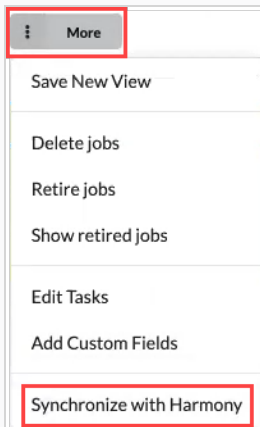 More
Save New View
Delete jobs
Retire jobs
Show retired jobs
Edit Tasks
Add Custom Fields
Synchronize with Harmony